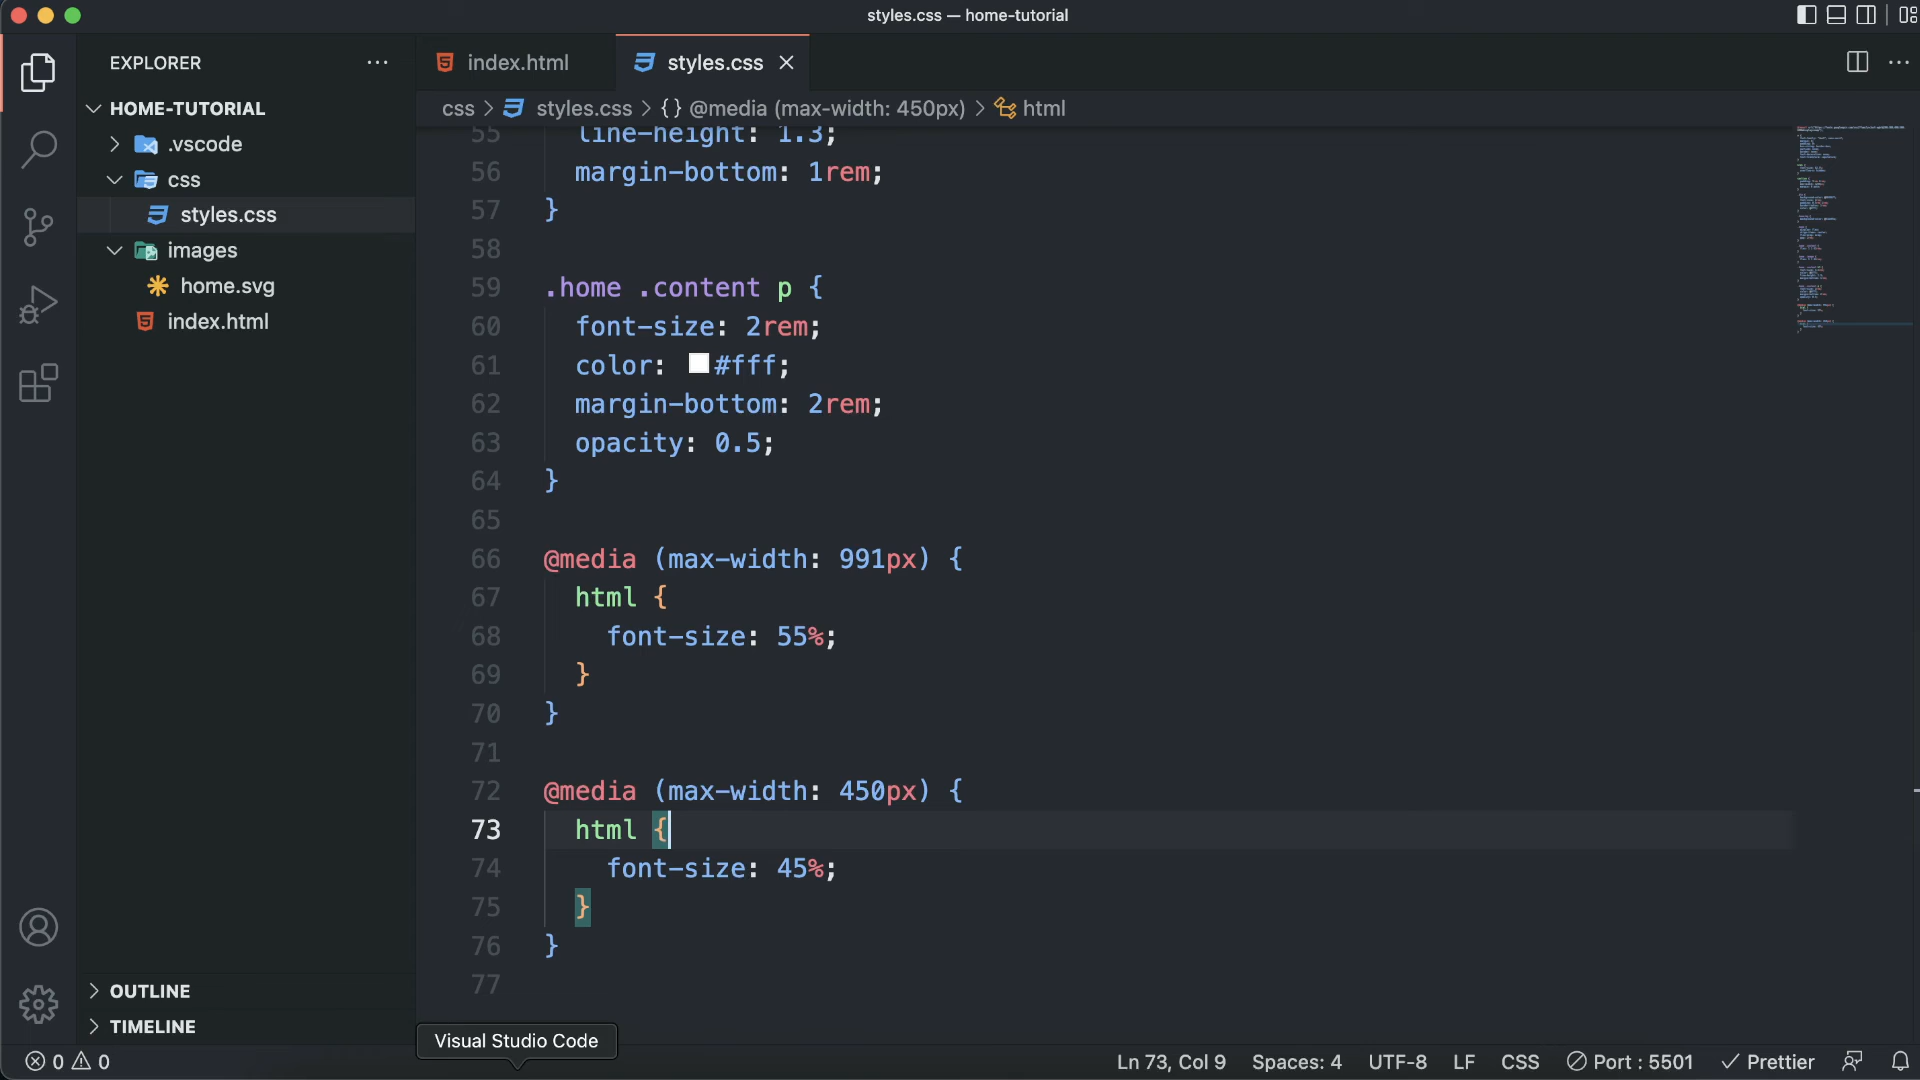 styles.css — home-tutorial
EXPLORER
index.html
styles.css
HOME-TUTORIAL
css > styles.css > {} @media (max-width: 450px) > html
.vscode
css
styles.css
images
home.svg
index.html
55 line-height: 1.3;
56 margin-bottom: 1rem;
57 }
58
59 .home .content p {
60 font-size: 2rem;
61 color: #fff;
62 margin-bottom: 2rem;
63 opacity: 0.5;
64 }
65
66 @media (max-width: 991px) {
67 html {
68 font-size: 55%;
69 }
70 }
71
72 @media (max-width: 450px) {
73 html {
74 font-size: 45%;
75 }
76 }
77
OUTLINE
TIMELINE
Visual Studio Code
0 0
Ln 73, Col 9 Spaces: 4 UTF-8 LF CSS Port : 5501 Prettier